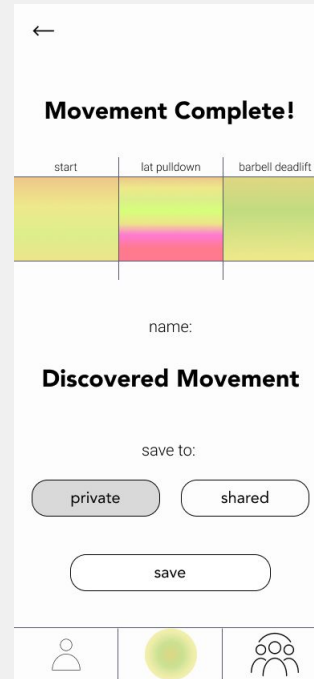 Movement Complete!
start lat pulldown barbell deadlift
name:
Discovered Movement
save to:
private shared
save